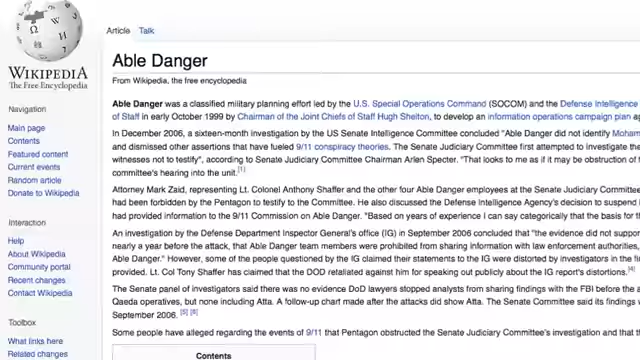 Article Talk
Able Danger
From Wikipedia, the free encyclopedia
WIKIPEDIA
The Free Encyclopedia
Navigation
Main page
Contents
Featured content
Current events
Random article
Donate to Wikipedia
Interaction
Help
About Wikipedia
Community portal
Recent changes
Contact Wikipedia
Toolbox
What links here
Related changes
Able Danger was a classified military planning effort led by the U.S. Special Operations Command (SOCOM) and the Defense Intelligence
of Staff in early October 1999 by Chairman of the Joint Chiefs of Staff Hugh Shelton, to develop an information operations campaign plan
In December 2006, a sixteen-month investigation by the US Senate Intelligence Committee concluded "Able Danger did not identify
and dismissed other assertions that have fueled 9/11 conspiracy theories. The Senate Judiciary Committee first attempted to investigate the
witnesses not to testify", according to Senate Judiciary Committee Chairman Arlen Specter. "That looks to me as if it may be obstruction of
committee's hearing into the unit.[1]
Attorney Mark Zaid, representing Lt. Colonel Anthony Shaffer and the other four Able Danger employees at the Senate Judiciary Committee
had been forbidden by the Pentagon to testify to the Committee. He also discussed the Defense Intelligence Agency's decision to suspend
had provided information to the 9/11 Commission on Able Danger. "Based on years of experience I can say categorically that the basis for
An investigation by the Defense Department Inspector General's office (IG) in September 2006 concluded that "the evidence did not
nearly a year before the attack, that Able Danger team members were prohibited from sharing information with law enforcement authorities,
Able Danger." However, some of the people questioned by the IG claimed their statements to the IG were distorted by investigators in the
provided. Lt. Col Tony Shaffer has claimed that the DOD retaliated against him for speaking out publicly about the IG report's distortions.[4]
The Senate panel of investigators said there was no evidence DoD lawyers stopped analysts from sharing findings with the FBI before the
Qaeda operatives, but none including Atta. A follow-up chart made after the attacks did show Atta. The Senate Committee said its findings
September 2006. [5] [6]
Some people have alleged regarding the events of 9/11 that Pentagon obstructed the Senate Judiciary Committee's investigation and that
Contents